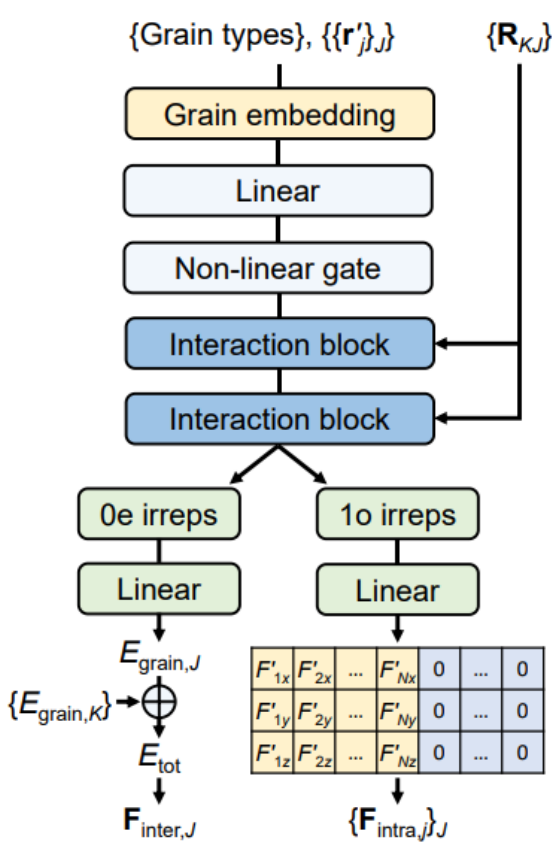 {Grain types}, {{r′j}J} {RKJ}
Grain embedding
Linear
Non-linear gate
Interaction block
Interaction block
0e irreps 1o irreps
Linear Linear
Egrain,J
{Egrain,K}
Etot
Finter,J
F′1x F′2x ... F′Nx 0 ... 0
F′1y F′2y ... F′Ny 0 ... 0
F′1z F′2z ... F′Nz 0 ... 0
{Fintra,j}J